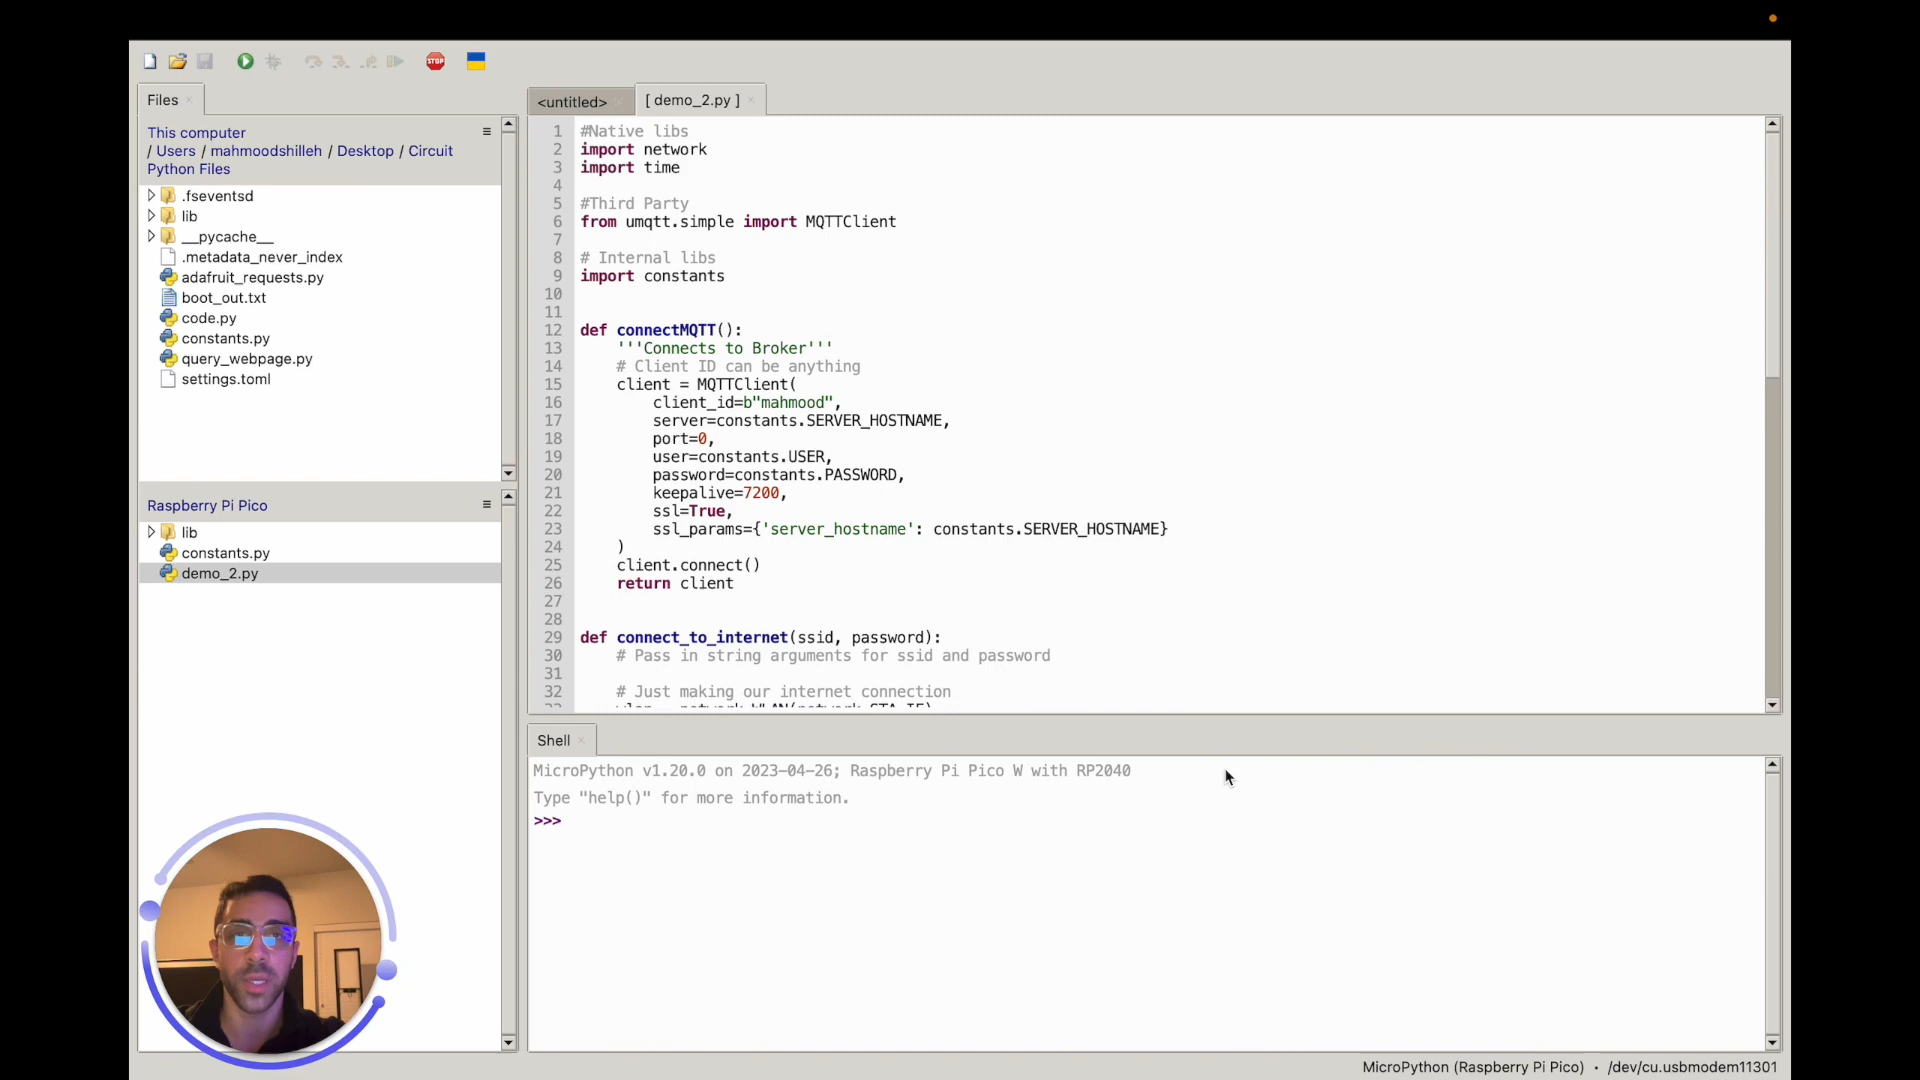 STOP
Files
This computer
/ Users / mahmoodshilleh / Desktop / Circuit
Python Files
.fseventsd
lib
__pycache__
.metadata_never_index
adafruit_requests.py
boot_out.txt
code.py
constants.py
query_webpage.py
settings.toml
Raspberry Pi Pico
lib
constants.py
demo_2.py
<untitled>
[ demo_2.py ]
1 #Native libs
2 import network
3 import time
4
5 #Third Party
6 from umqtt.simple import MQTTClient
7
8 # Internal libs
9 import constants
10
11
12 def connectMQTT():
13 '''Connects to Broker'''
14 # Client ID can be anything
15 client = MQTTClient(
16 client_id=b"mahmood",
17 server=constants.SERVER_HOSTNAME,
18 port=0,
19 user=constants.USER,
20 password=constants.PASSWORD,
21 keepalive=7200,
22 ssl=True,
23 ssl_params={'server_hostname': constants.SERVER_HOSTNAME}
24 )
25 client.connect()
26 return client
27
28
29 def connect_to_internet(ssid, password):
30 # Pass in string arguments for ssid and password
31
32 # Just making our internet connection
33 wlan = network.WLAN(network.STA_IF)
Shell
MicroPython v1.20.0 on 2023-04-26; Raspberry Pi Pico W with RP2040
Type "help()" for more information.
>>>
MicroPython (Raspberry Pi Pico) • /dev/cu.usbmodem11301